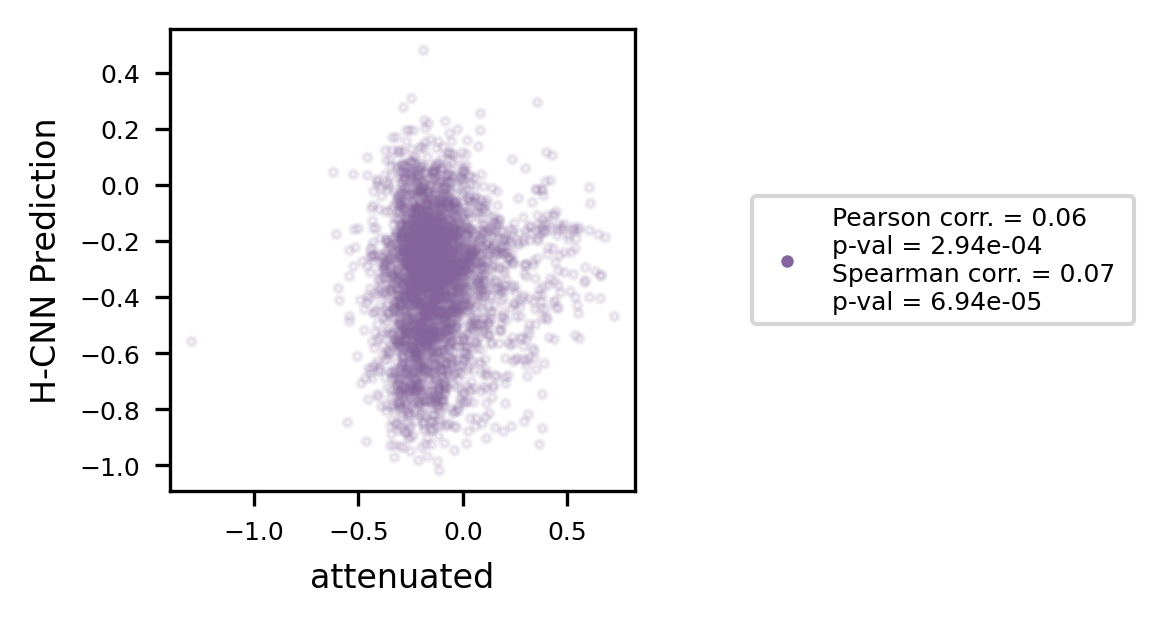 H-CNN Prediction
0.4
0.2
0.0
−0.2
−0.4
−0.6
−0.8
−1.0
−1.0 −0.5 0.0 0.5
attenuated
Pearson corr. = 0.06
p-val = 2.94e-04
Spearman corr. = 0.07
p-val = 6.94e-05